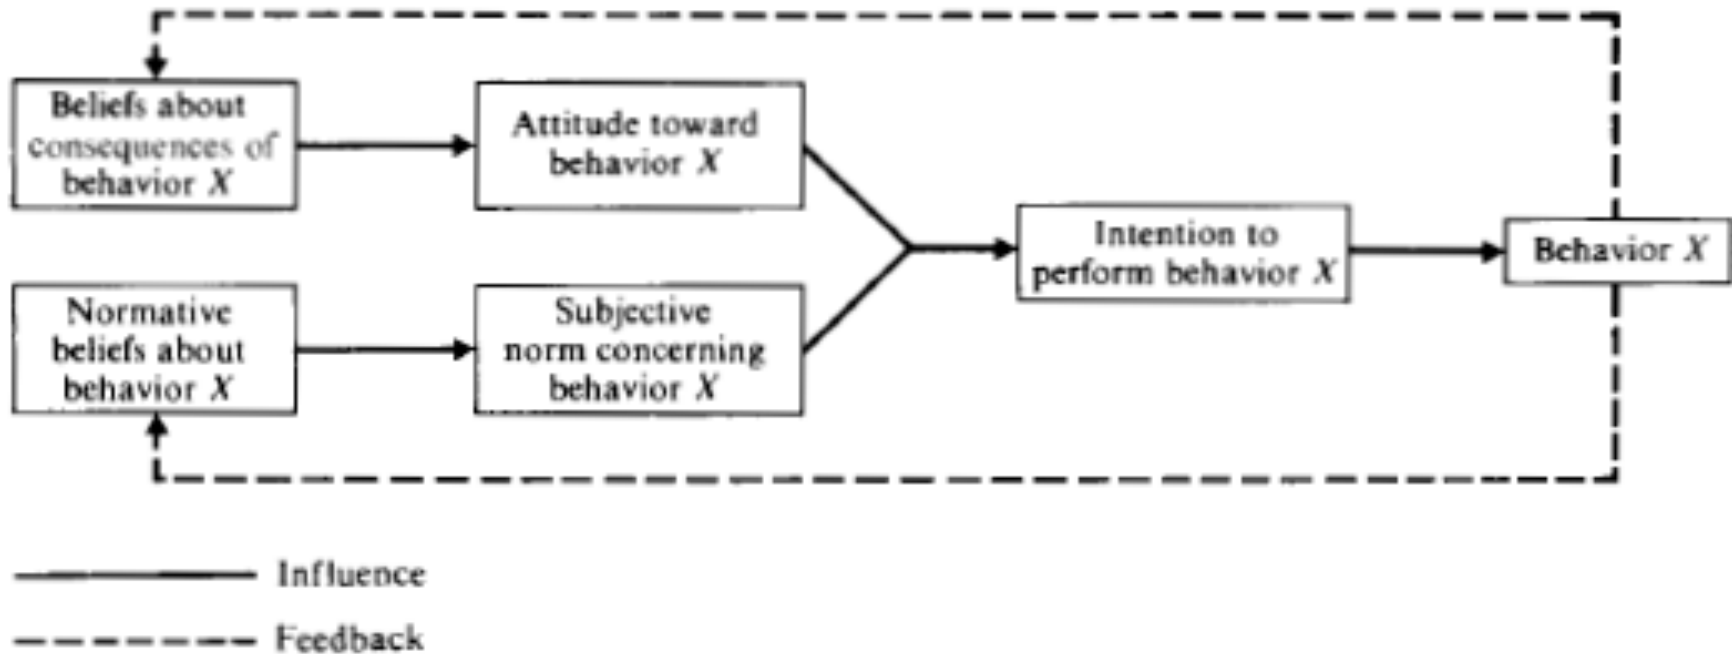 Beliefs about
consequences of
behavior X
Attitude toward
behavior X
Normative
beliefs about
behavior X
Subjective
norm concerning
behavior X
Intention to
perform behavior X
Behavior X
Influence
Feedback